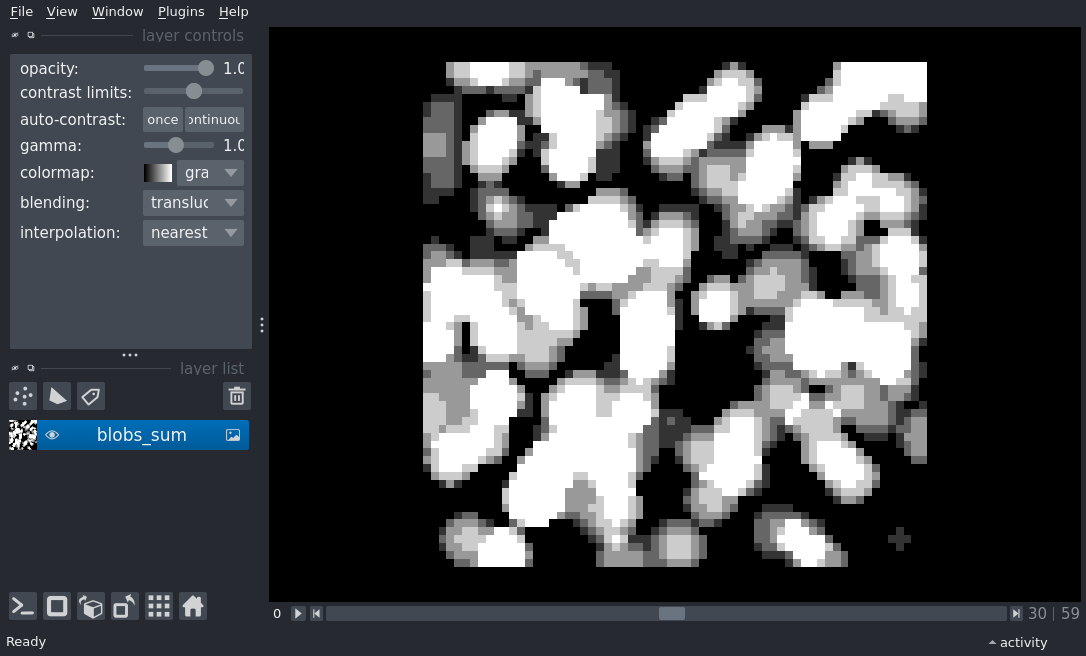 File View Window Plugins Help
layer controls
opacity: 1.0
contrast limits:
auto-contrast: once ontinuou
gamma: 1.0
colormap: gra
blending: transluc
interpolation: nearest
layer list
blobs_sum
0 30 | 59
Ready activity